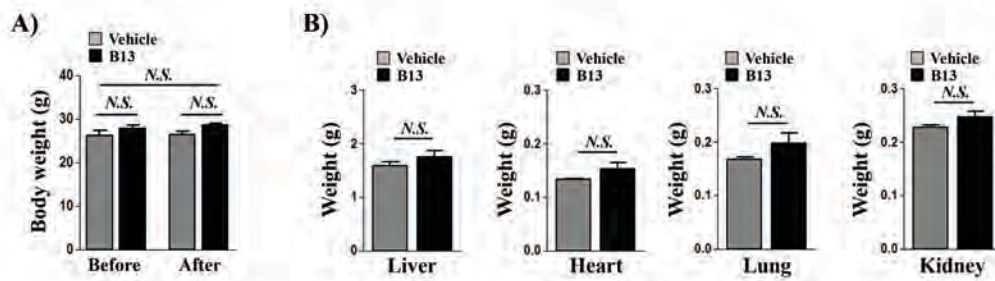 A)
Vehicle
B13
Body weight (g)
40
30
20
10
0
N.S.
N.S.
N.S.
Before
After
B)
Vehicle
B13
Weight (g)
3
2
1
0
N.S.
Liver
Vehicle
B13
Weight (g)
0.3
0.2
0.1
0.0
N.S.
Heart
Vehicle
B13
Weight (g)
0.3
0.2
0.1
0.0
N.S.
Lung
Vehicle
B13
Weight (g)
0.3
0.2
0.1
0.0
N.S.
Kidney